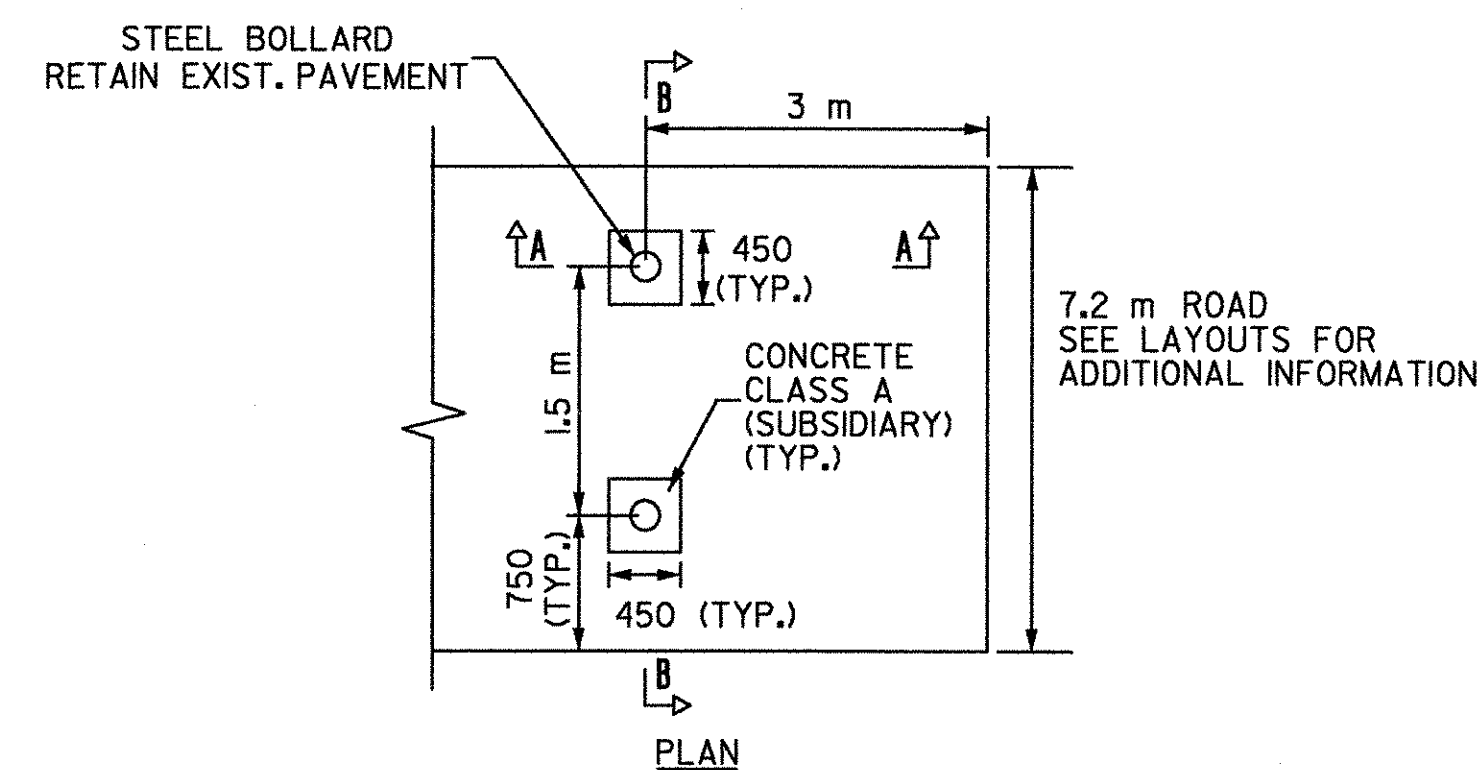 STEEL BOLLARD
RETAIN EXIST. PAVEMENT
B
3 m
A
450
(TYP.)
A
7.2 m ROAD
SEE LAYOUTS FOR
ADDITIONAL INFORMATION
1.5 m
CONCRETE
CLASS A
(SUBSIDIARY)
(TYP.)
750
(TYP.)
450 (TYP.)
B
PLAN